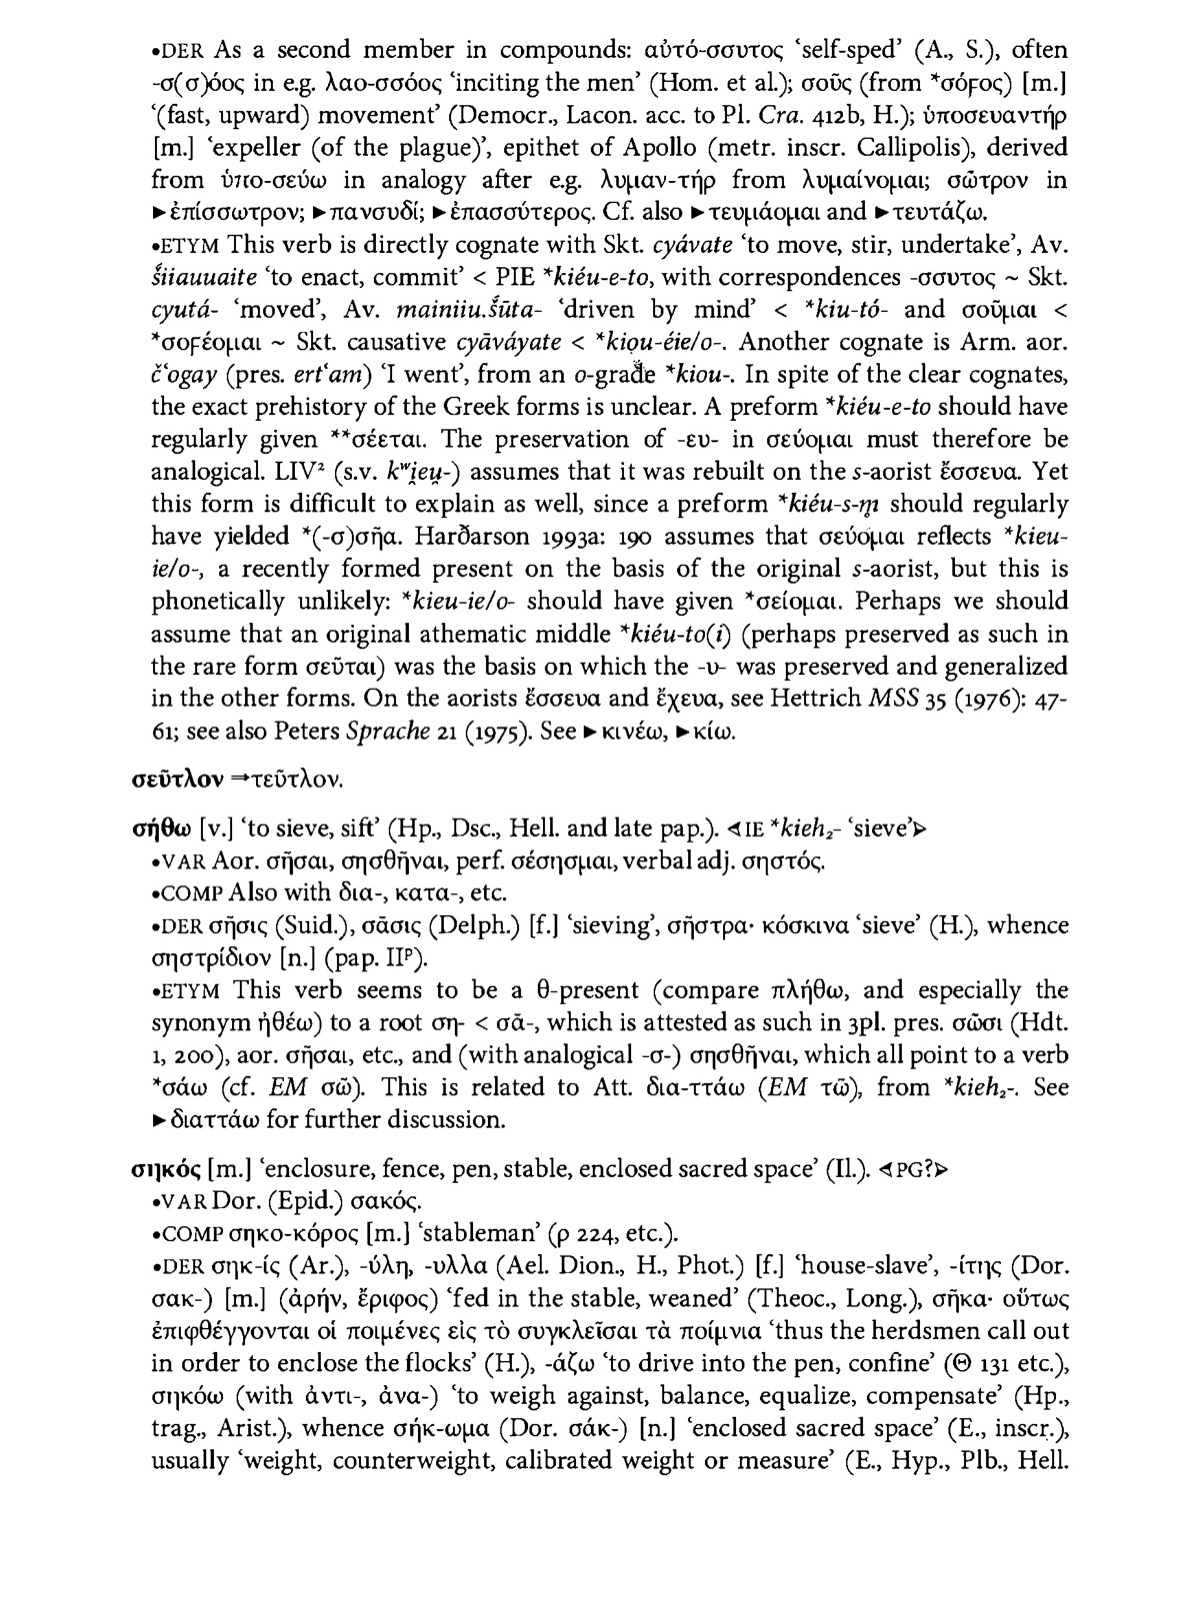 •DER As a second member in compounds: αὐτό-σσυτος ‘self-sped’ (A., S.), often
-σ(σ)όος in e.g. λαο-σσόος ‘inciting the men’ (Hom. et al.); σοῦς (from *σόϝος) [m.]
‘(fast, upward) movement’ (Democr., Lacon. acc. to Pl. Cra. 412b, H.); ὑποσευαντήρ
[m.] ‘expeller (of the plague)’, epithet of Apollo (metr. inscr. Callipolis), derived
from ὑπο-σεύω in analogy after e.g. λυμαν-τήρ from λυμαίνομαι; σῶτρον in
►ἐπίσσωτρον; ►πανσυδί; ►ἐπασσύτερος. Cf. also ►τευμάομαι and ►τευτάζω.
•ETYM This verb is directly cognate with Skt. cyávate ‘to move, stir, undertake’, Av.
š́iiauuaite ‘to enact, commit’ < PIE *kiéu-e-to, with correspondences -σσυτος ~ Skt.
cyutá- ‘moved’, Av. mainiiu.š́ūta- ‘driven by mind’ < *kiu-tó- and σοῦμαι <
*σοϝέομαι ~ Skt. causative cyāváyate < *kiou-éie/o-. Another cognate is Arm. aor.
č‘ogay (pres. ert‘am) ‘I went’, from an o-grade *kiou-. In spite of the clear cognates,
the exact prehistory of the Greek forms is unclear. A preform *kiéu-e-to should have
regularly given **σέεται. The preservation of -ευ- in σεύομαι must therefore be
analogical. LIV² (s.v. kʷi̯eu̯-) assumes that it was rebuilt on the s-aorist ἔσσευα. Yet
this form is difficult to explain as well, since a preform *kiéu-s-m̥ should regularly
have yielded *(-σ)σῆα. Harðarson 1993a: 190 assumes that σεύομαι reflects *kieu-
ie/o-, a recently formed present on the basis of the original s-aorist, but this is
phonetically unlikely: *kieu-ie/o- should have given *σείομαι. Perhaps we should
assume that an original athematic middle *kiéu-to(i) (perhaps preserved as such in
the rare form σεῦται) was the basis on which the -υ- was preserved and generalized
in the other forms. On the aorists ἔσσευα and ἔχευα, see Hettrich MSS 35 (1976): 47-
61; see also Peters Sprache 21 (1975). See ►κινέω, ►κίω.
σεῦτλον ⇒τεῦτλον.
σήθω [v.] ‘to sieve, sift’ (Hp., Dsc., Hell. and late pap.). ⊲IE *kieh₂- ‘sieve’⊳
•VAR Aor. σῆσαι, σησθῆναι, perf. σέσησμαι, verbal adj. σηστός.
•COMP Also with δια-, κατα-, etc.
•DER σῆσις (Suid.), σᾶσις (Delph.) [f.] ‘sieving’, σῆστρα· κόσκινα ‘sieve’ (H.), whence
σηστρίδιον [n.] (pap. IIᵖ).
•ETYM This verb seems to be a θ-present (compare πλήθω, and especially the
synonym ἠθέω) to a root ση- < σᾱ-, which is attested as such in 3pl. pres. σῶσι (Hdt.
1, 200), aor. σῆσαι, etc., and (with analogical -σ-) σησθῆναι, which all point to a verb
*σάω (cf. EM σῶ). This is related to Att. δια-ττάω (EM τῶ), from *kieh₂-. See
►διαττάω for further discussion.
σηκός [m.] ‘enclosure, fence, pen, stable, enclosed sacred space’ (Il.). ⊲PG?⊳
•VAR Dor. (Epid.) σακός.
•COMP σηκο-κόρος [m.] ‘stableman’ (ρ 224, etc.).
•DER σηκ-ίς (Ar.), -ύλη, -υλλα (Ael. Dion., H., Phot.) [f.] ‘house-slave’, -ίτης (Dor.
σακ-) [m.] (ἀρήν, ἔριφος) ‘fed in the stable, weaned’ (Theoc., Long.), σῆκα· οὕτως
ἐπιφθέγγονται οἱ ποιμένες εἰς τὸ συγκλεῖσαι τὰ ποίμνια ‘thus the herdsmen call out
in order to enclose the flocks’ (H.), -άζω ‘to drive into the pen, confine’ (Θ 131 etc.),
σηκόω (with ἀντι-, ἀνα-) ‘to weigh against, balance, equalize, compensate’ (Hp.,
trag., Arist.), whence σήκ-ωμα (Dor. σάκ-) [n.] ‘enclosed sacred space’ (E., inscr.),
usually ‘weight, counterweight, calibrated weight or measure’ (E., Hyp., Plb., Hell.